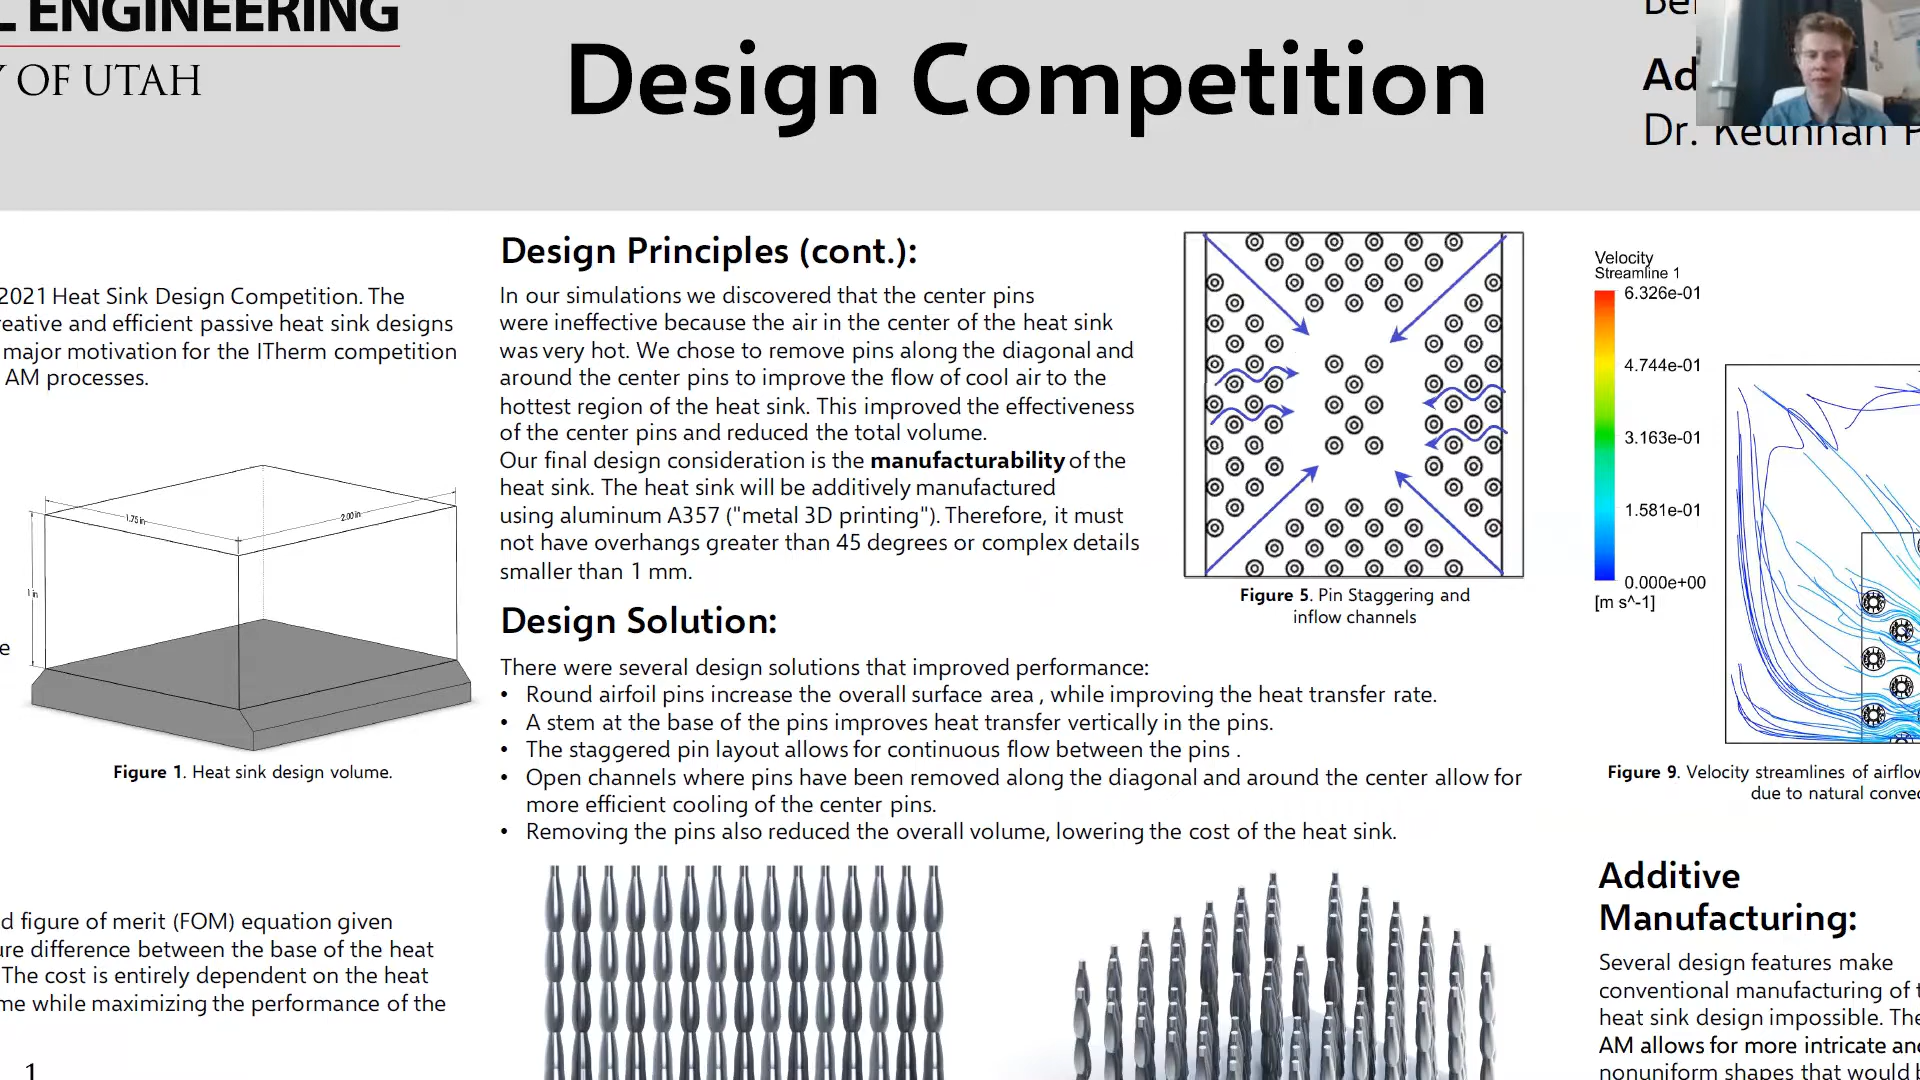 L ENGINEERING
Y OF UTAH
Design Competition
Dr. Keunhan P
2021 Heat Sink Design Competition. The
reative and efficient passive heat sink designs
major motivation for the ITherm competition
AM processes.
1.75 in
2.00 in
1 in
e
Figure 1. Heat sink design volume.
d figure of merit (FOM) equation given
ure difference between the base of the heat
The cost is entirely dependent on the heat
me while maximizing the performance of the
1
Design Principles (cont.):
In our simulations we discovered that the center pins
were ineffective because the air in the center of the heat sink
was very hot. We chose to remove pins along the diagonal and
around the center pins to improve the flow of cool air to the
hottest region of the heat sink. This improved the effectiveness
of the center pins and reduced the total volume.
Our final design consideration is the manufacturability of the
heat sink. The heat sink will be additively manufactured
using aluminum A357 ("metal 3D printing"). Therefore, it must
not have overhangs greater than 45 degrees or complex details
smaller than 1 mm.
Figure 5. Pin Staggering and
inflow channels
Design Solution:
There were several design solutions that improved performance:
• Round airfoil pins increase the overall surface area , while improving the heat transfer rate.
• A stem at the base of the pins improves heat transfer vertically in the pins.
• The staggered pin layout allows for continuous flow between the pins .
• Open channels where pins have been removed along the diagonal and around the center allow for
more efficient cooling of the center pins.
• Removing the pins also reduced the overall volume, lowering the cost of the heat sink.
Velocity
Streamline 1
6.326e-01
4.744e-01
3.163e-01
1.581e-01
0.000e+00
[m s^-1]
Figure 9. Velocity streamlines of airflow
due to natural convec
Additive
Manufacturing:
Several design features make
conventional manufacturing of t
heat sink design impossible. The
AM allows for more intricate and
nonuniform shapes that would b